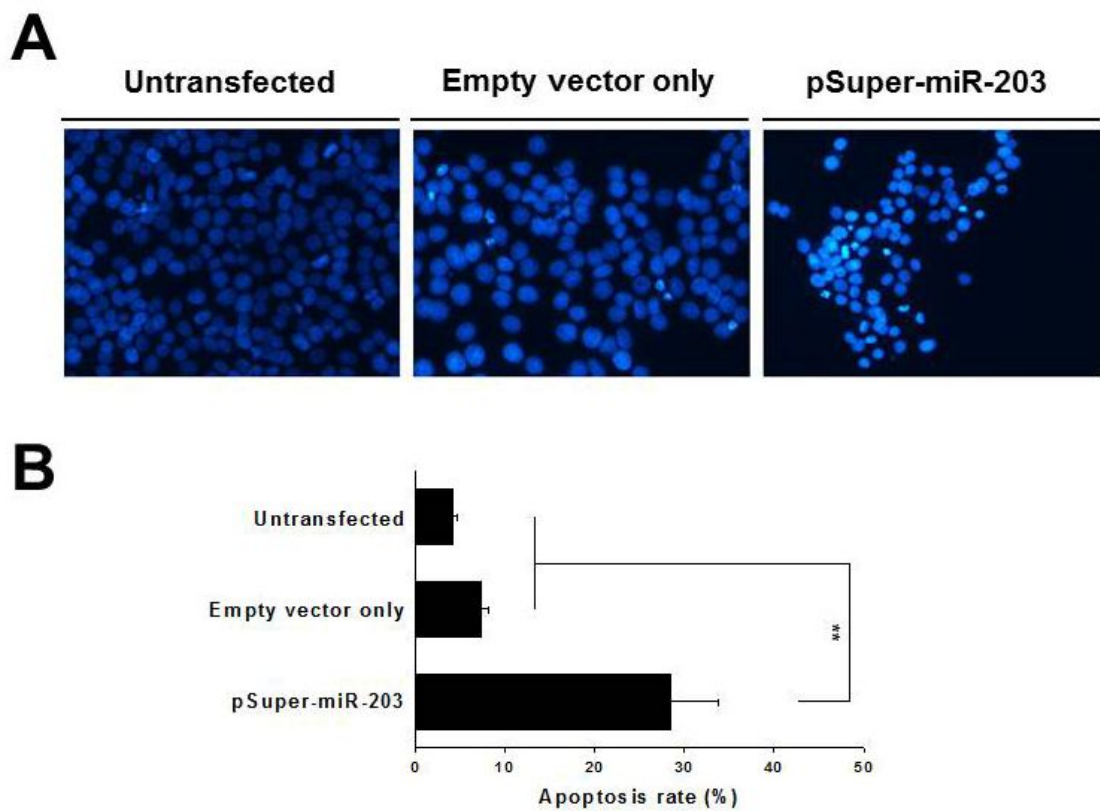 A
Untransfected
Empty vector only
pSuper-miR-203
B
Untransfected
Empty vector only
pSuper-miR-203
**
0 10 20 30 40 50
Apoptosis rate (%)